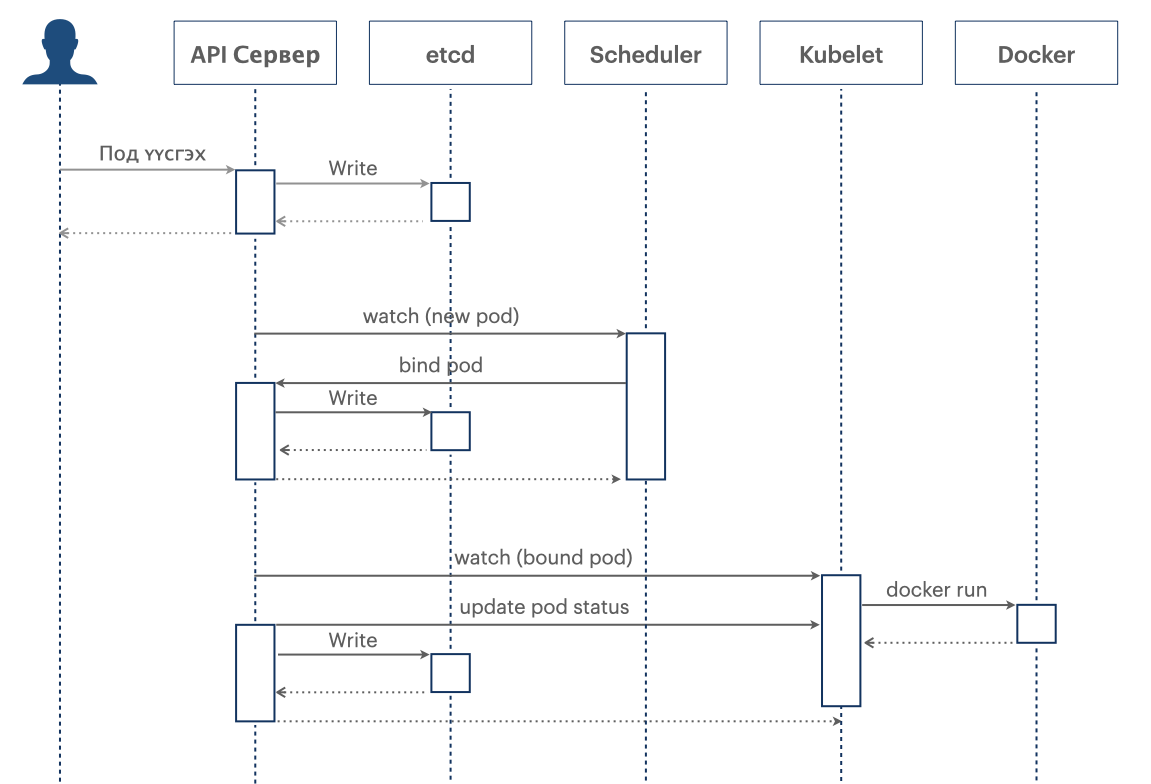 API Сервер
etcd
Scheduler
Kubelet
Docker
Под үүсгэх
Write
watch (new pod)
bind pod
Write
watch (bound pod)
docker run
update pod status
Write